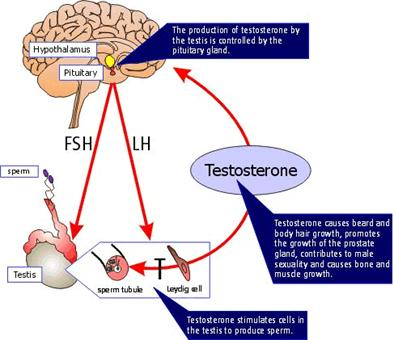 The production of testosterone by
the testis is controlled by the
pituitary gland.
Hypothalamus
Pituitary
FSH
LH
sperm
Testosterone
Testosterone causes beard and
body hair growth, promotes
the growth of the prostate
gland, contributes to male
sexuality and causes bone and
muscle growth.
Testis
T
sperm tubule
Leydig cell
Testosterone stimulates cells in
the testis to produce sperm.